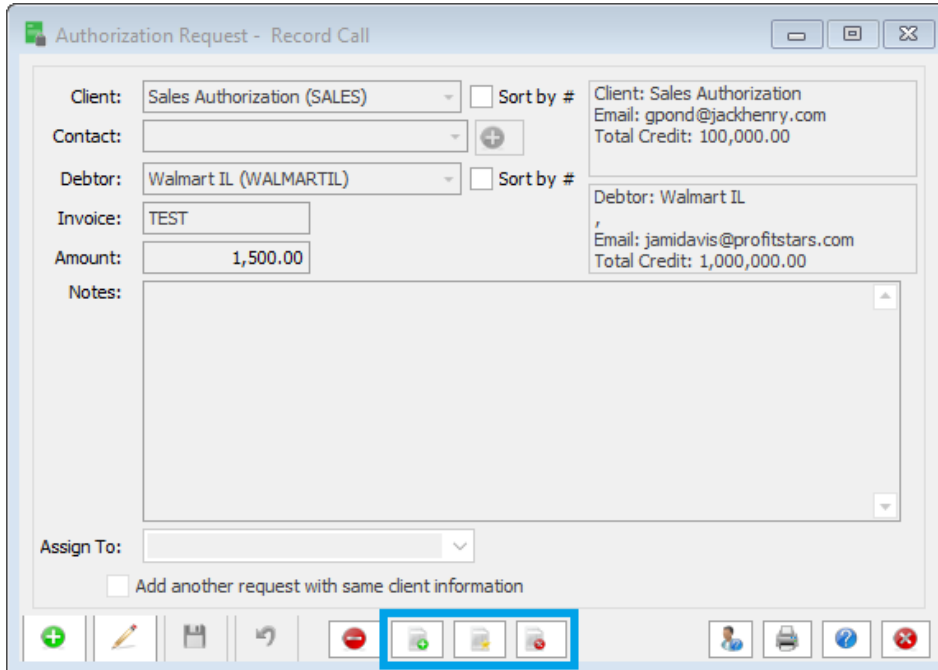 Authorization Request - Record Call
Client: Sales Authorization (SALES) Sort by #
Contact:
Debtor: Walmart IL (WALMARTIL) Sort by #
Invoice: TEST
Amount: 1,500.00
Client: Sales Authorization
Email: gpond@jackhenry.com
Total Credit: 100,000.00
Debtor: Walmart IL
,
Email: jamidavis@profitstars.com
Total Credit: 1,000,000.00
Notes:
Assign To:
Add another request with same client information